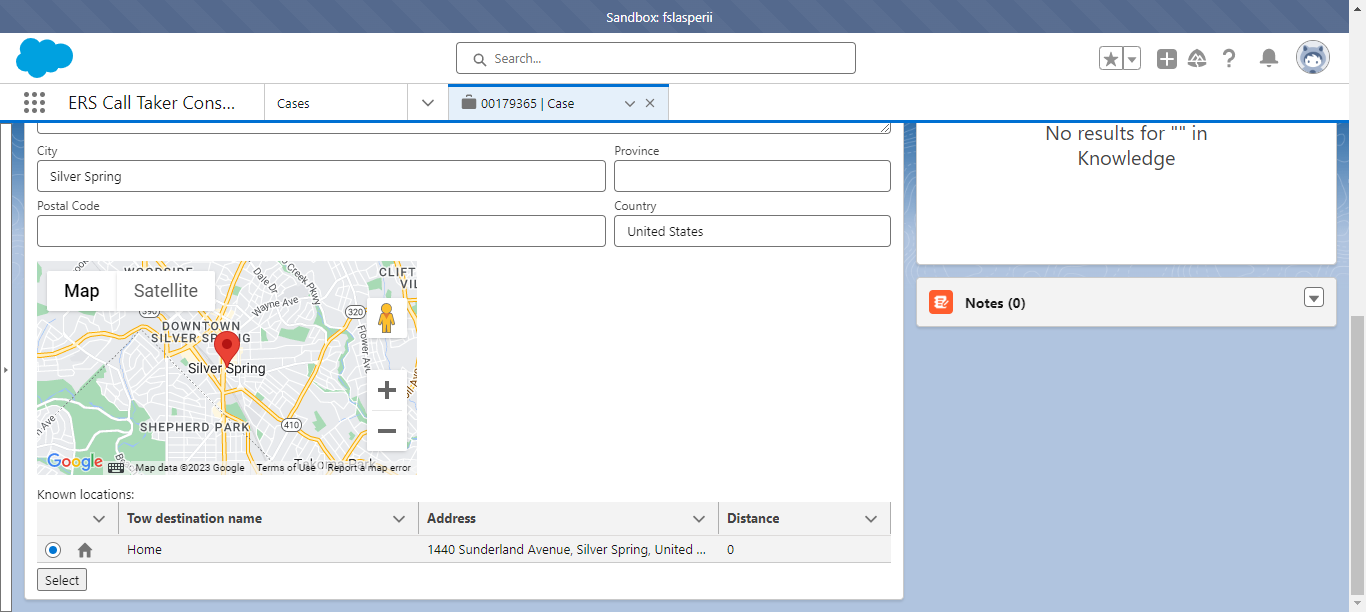 Sandbox: fslasperii
Search...
ERS Call Taker Cons...
Cases
00179365 | Case
City
Province
Silver Spring
Postal Code
Country
United States
Map
Satellite
WOODSIDE
CLIFT
VIL
Dale Dr
Creek Pkwy
Wayne Ave
390
320
DOWNTOWN
SILVER SPRING
Flower Av
Silver Spring
SHEPHERD PARK
410
Google
Map data ©2023 Google
Terms of Use
Report a map error
Known locations:
Tow destination name
Address
Distance
Home
1440 Sunderland Avenue, Silver Spring, United ...
0
Select
No results for "" in
Knowledge
Notes (0)